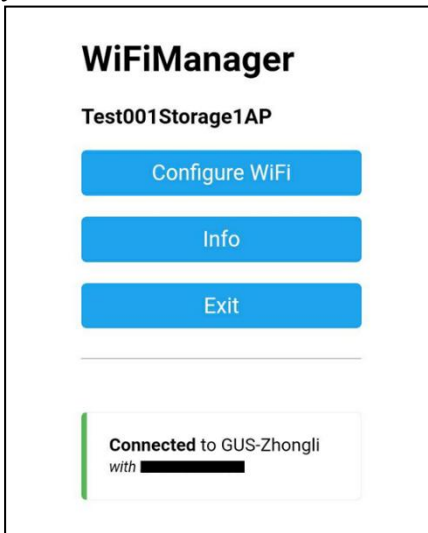 WiFiManager
Test001Storage1AP
Configure WiFi
Info
Exit
Connected to GUS-Zhongli
with